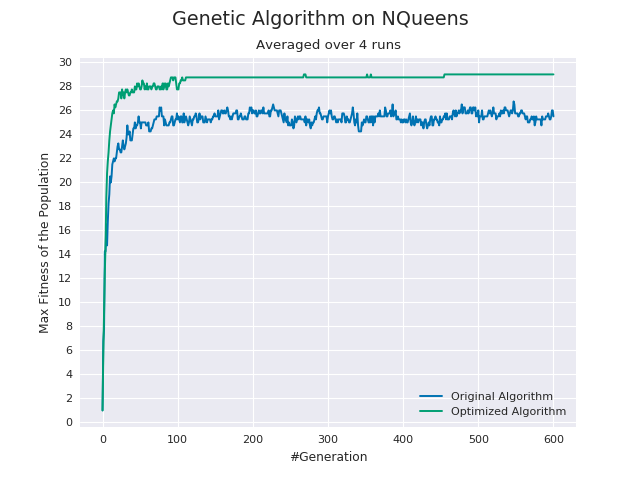 Genetic Algorithm on NQueens
Averaged over 4 runs
Max Fitness of the Population
30
28
26
24
22
20
18
16
14
12
10
8
6
4
2
0
Original Algorithm
Optimized Algorithm
0 100 200 300 400 500 600
#Generation